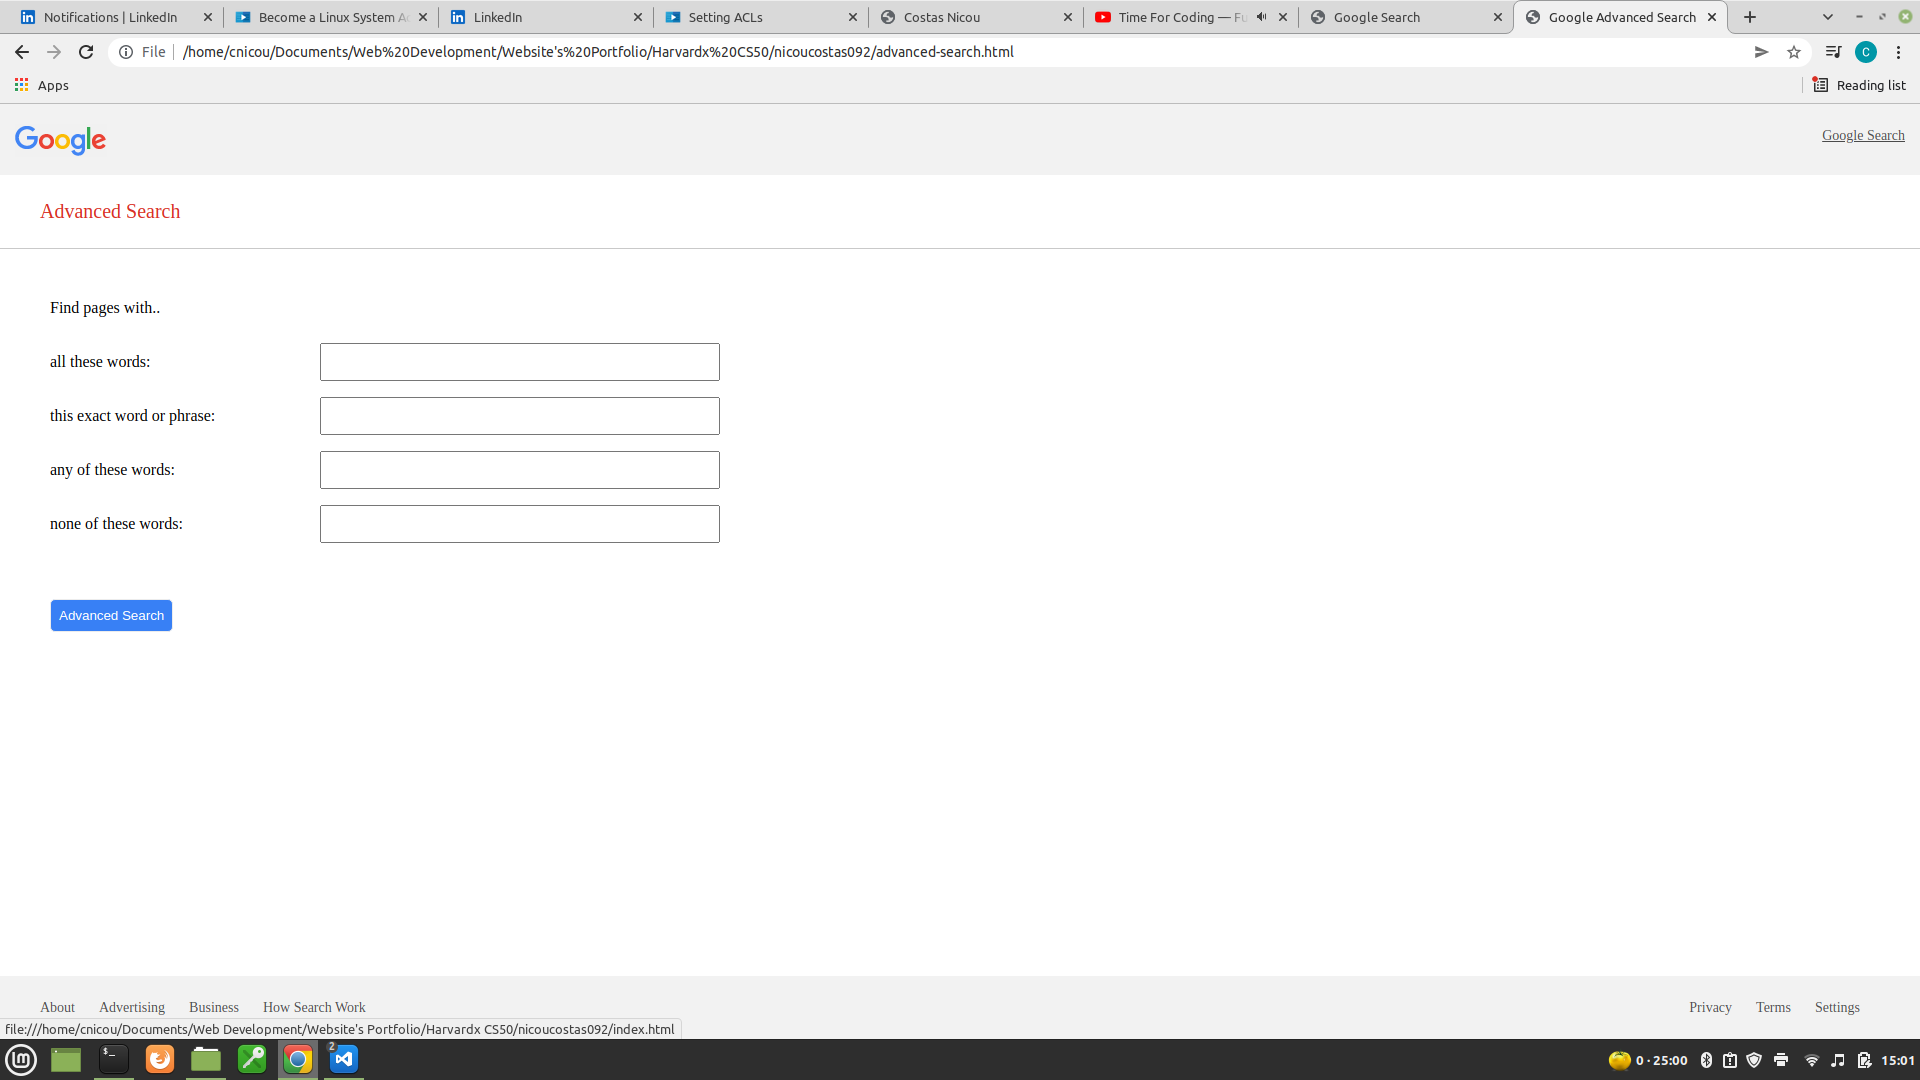 Notifications | LinkedIn
Become a Linux System A
LinkedIn
Setting ACLs
Costas Nicou
Time For Coding — Fu
Google Search
Google Advanced Search
File
/home/cnicou/Documents/Web%20Development/Website's%20Portfolio/Harvardx%20CS50/nicoucostas092/advanced-search.html
C
Apps
Reading list
Google
Google Search
Advanced Search
Find pages with..
all these words:
this exact word or phrase:
any of these words:
none of these words:
Advanced Search
About Advertising Business How Search Work
Privacy Terms Settings
file:///home/cnicou/Documents/Web Development/Website's Portfolio/Harvardx CS50/nicoucostas092/index.html
lm
$_
2
0 · 25:00
15:01